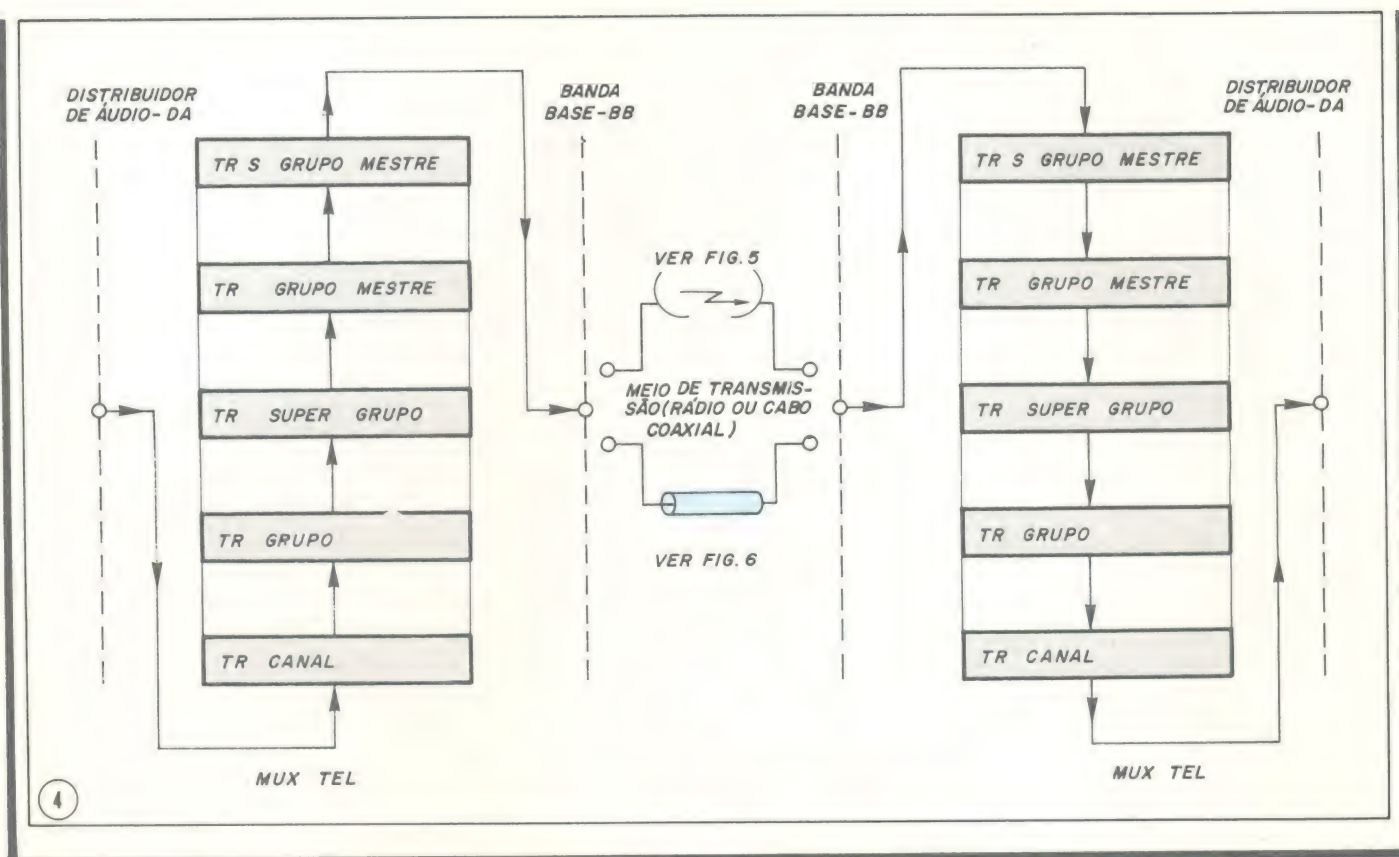 DISTRIBUIDOR
DE ÁUDIO-DA
TR S GRUPO MESTRE
TR GRUPO MESTRE
TR SUPER GRUPO
TR GRUPO
TR CANAL
MUX TEL
BANDA
BASE-BB
VER FIG. 5
MEIO DE TRANSMIS-
SÃO (RÁDIO OU CABO
COAXIAL)
VER FIG. 6
BANDA
BASE-BB
TR S GRUPO MESTRE
TR GRUPO MESTRE
TR SUPER GRUPO
TR GRUPO
TR CANAL
MUX TEL
DISTRIBUIDOR
DE ÁUDIO-DA
4